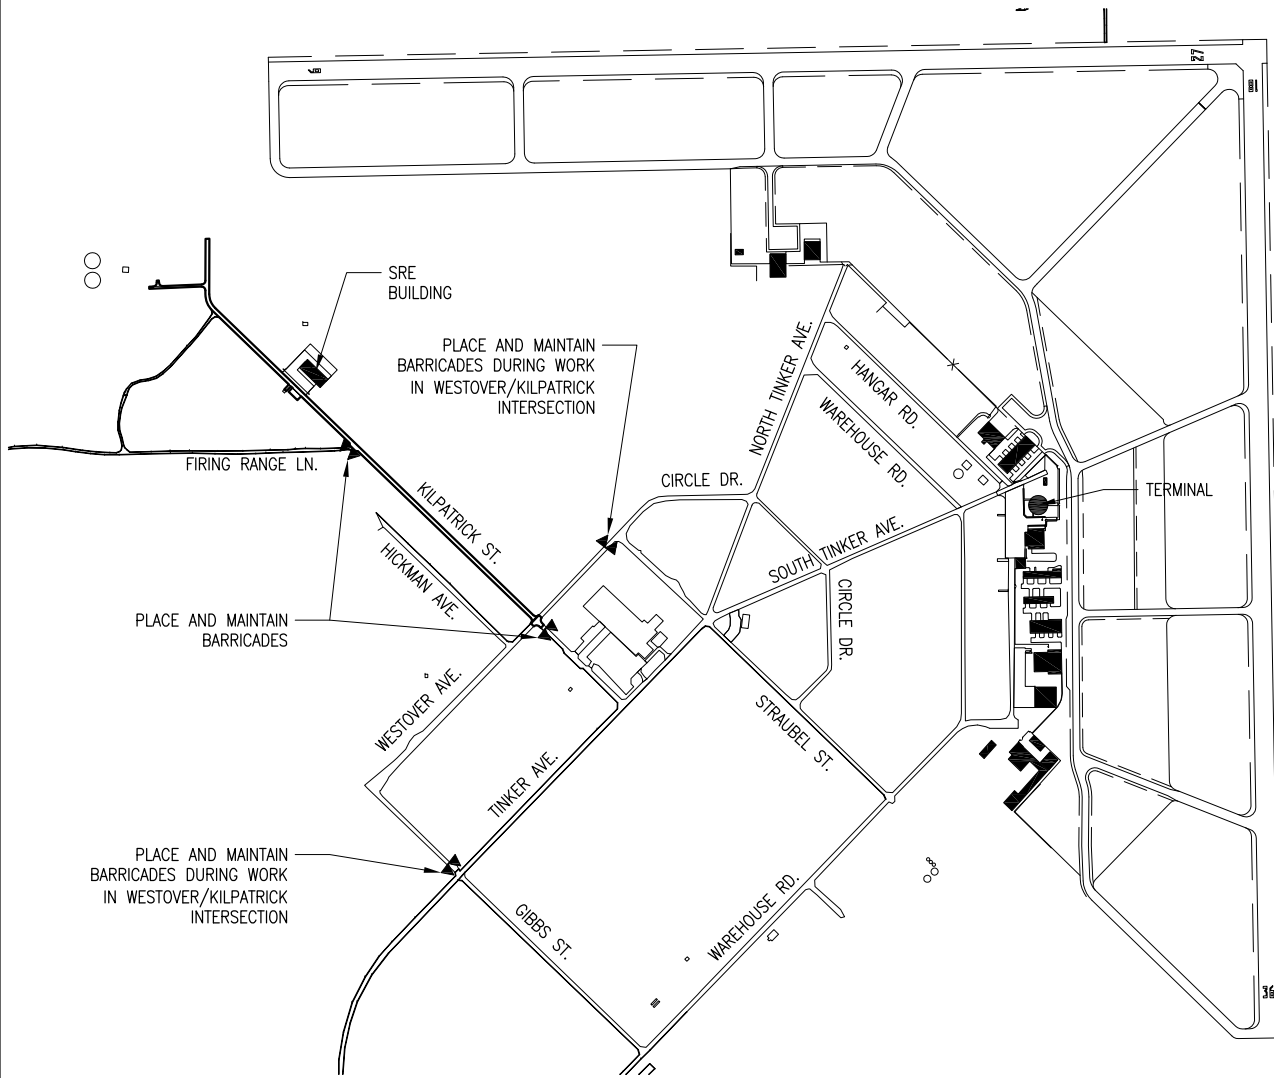 9
27
18
SRE
BUILDING
PLACE AND MAINTAIN
BARRICADES DURING WORK
IN WESTOVER/KILPATRICK
INTERSECTION
NORTH TINKER AVE.
HANGAR RD.
WAREHOUSE RD.
FIRING RANGE LN.
CIRCLE DR.
KILPATRICK ST.
TERMINAL
SOUTH TINKER AVE.
HICKMAN AVE.
CIRCLE DR.
PLACE AND MAINTAIN
BARRICADES
WESTOVER AVE.
STRAUBEL ST.
TINKER AVE.
PLACE AND MAINTAIN
BARRICADES DURING WORK
IN WESTOVER/KILPATRICK
INTERSECTION
GIBBS ST.
WAREHOUSE RD.
36